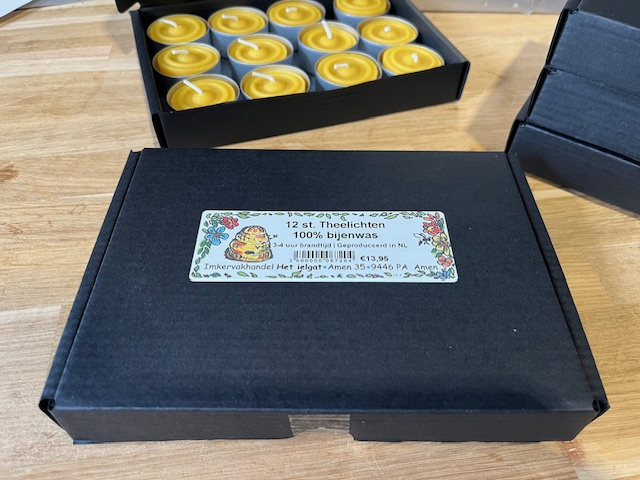 12 st. Theelichten
100% bijenwas
3-4 uur brandtijd | Geproduceerd in NL
€13,95
Imkervakhandel Het ielgat • Amen 35 • 9446 PA Amen